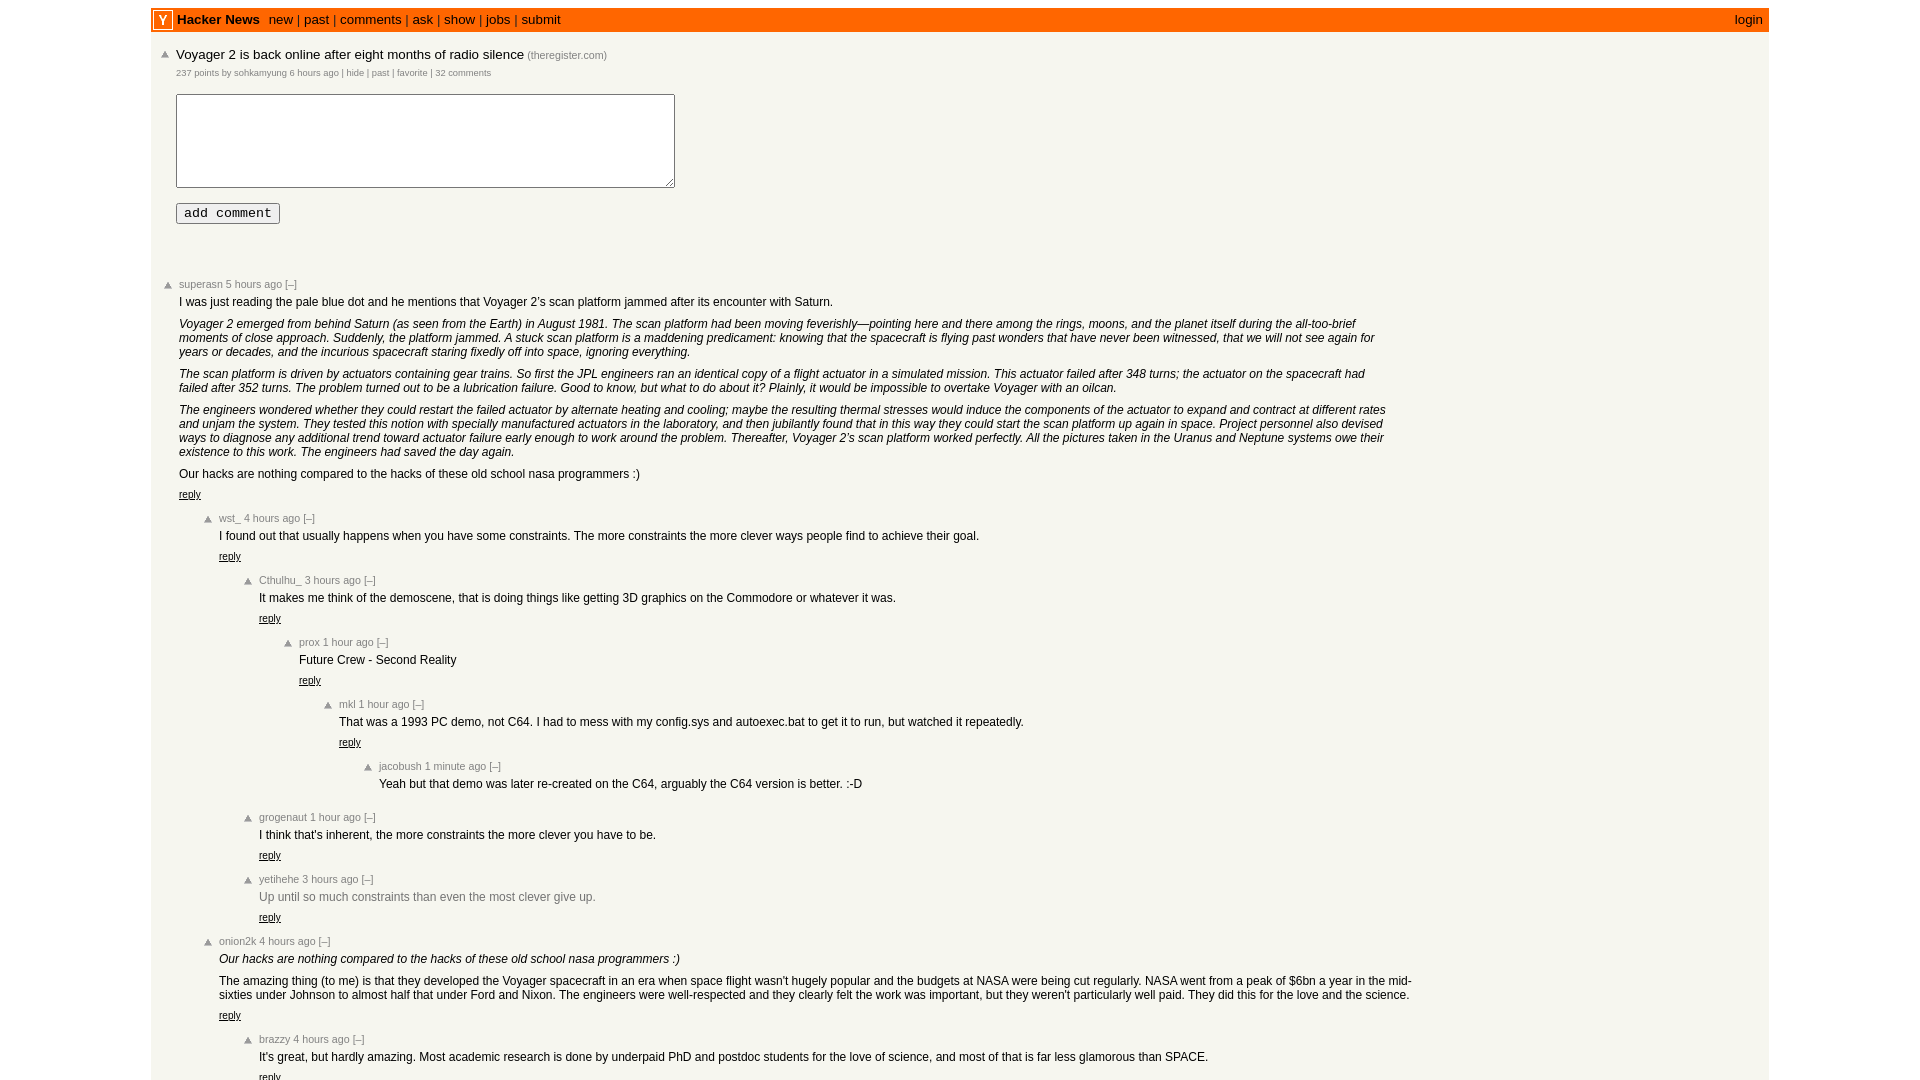 Y Hacker News new | past | comments | ask | show | jobs | submit login
Voyager 2 is back online after eight months of radio silence (theregister.com)
237 points by sohkamyung 6 hours ago | hide | past | favorite | 32 comments
add comment
superasn 5 hours ago [–]
I was just reading the pale blue dot and he mentions that Voyager 2’s scan platform jammed after its encounter with Saturn.
Voyager 2 emerged from behind Saturn (as seen from the Earth) in August 1981. The scan platform had been moving feverishly—pointing here and there among the rings, moons, and the planet itself during the all-too-brief
moments of close approach. Suddenly, the platform jammed. A stuck scan platform is a maddening predicament: knowing that the spacecraft is flying past wonders that have never been witnessed, that we will not see again for
years or decades, and the incurious spacecraft staring fixedly off into space, ignoring everything.
The scan platform is driven by actuators containing gear trains. So first the JPL engineers ran an identical copy of a flight actuator in a simulated mission. This actuator failed after 348 turns; the actuator on the spacecraft had
failed after 352 turns. The problem turned out to be a lubrication failure. Good to know, but what to do about it? Plainly, it would be impossible to overtake Voyager with an oilcan.
The engineers wondered whether they could restart the failed actuator by alternate heating and cooling; maybe the resulting thermal stresses would induce the components of the actuator to expand and contract at different rates
and unjam the system. They tested this notion with specially manufactured actuators in the laboratory, and then jubilantly found that in this way they could start the scan platform up again in space. Project personnel also devised
ways to diagnose any additional trend toward actuator failure early enough to work around the problem. Thereafter, Voyager 2’s scan platform worked perfectly. All the pictures taken in the Uranus and Neptune systems owe their
existence to this work. The engineers had saved the day again.
Our hacks are nothing compared to the hacks of these old school nasa programmers :)
reply
wst_ 4 hours ago [–]
I found out that usually happens when you have some constraints. The more constraints the more clever ways people find to achieve their goal.
reply
Cthulhu_ 3 hours ago [–]
It makes me think of the demoscene, that is doing things like getting 3D graphics on the Commodore or whatever it was.
reply
prox 1 hour ago [–]
Future Crew - Second Reality
reply
mkl 1 hour ago [–]
That was a 1993 PC demo, not C64. I had to mess with my config.sys and autoexec.bat to get it to run, but watched it repeatedly.
reply
jacobush 1 minute ago [–]
Yeah but that demo was later re-created on the C64, arguably the C64 version is better. :-D
grogenaut 1 hour ago [–]
I think that's inherent, the more constraints the more clever you have to be.
reply
yetihehe 3 hours ago [–]
Up until so much constraints than even the most clever give up.
reply
onion2k 4 hours ago [–]
Our hacks are nothing compared to the hacks of these old school nasa programmers :)
The amazing thing (to me) is that they developed the Voyager spacecraft in an era when space flight wasn't hugely popular and the budgets at NASA were being cut regularly. NASA went from a peak of $6bn a year in the mid-
sixties under Johnson to almost half that under Ford and Nixon. The engineers were well-respected and they clearly felt the work was important, but they weren't particularly well paid. They did this for the love and the science.
reply
brazzy 4 hours ago [–]
It's great, but hardly amazing. Most academic research is done by underpaid PhD and postdoc students for the love of science, and most of that is far less glamorous than SPACE.
reply